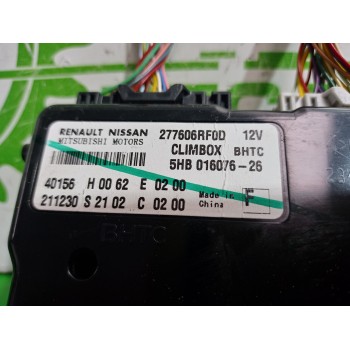 RENAULT NISSAN 277606RF0D 12V
MITSUBISHI MOTORS CLIMBOX BHTC
5HB 016076-26
40156 H 00 62 E 02 00
211230 S 21 02 C 02 00
Made in China F
BHTC